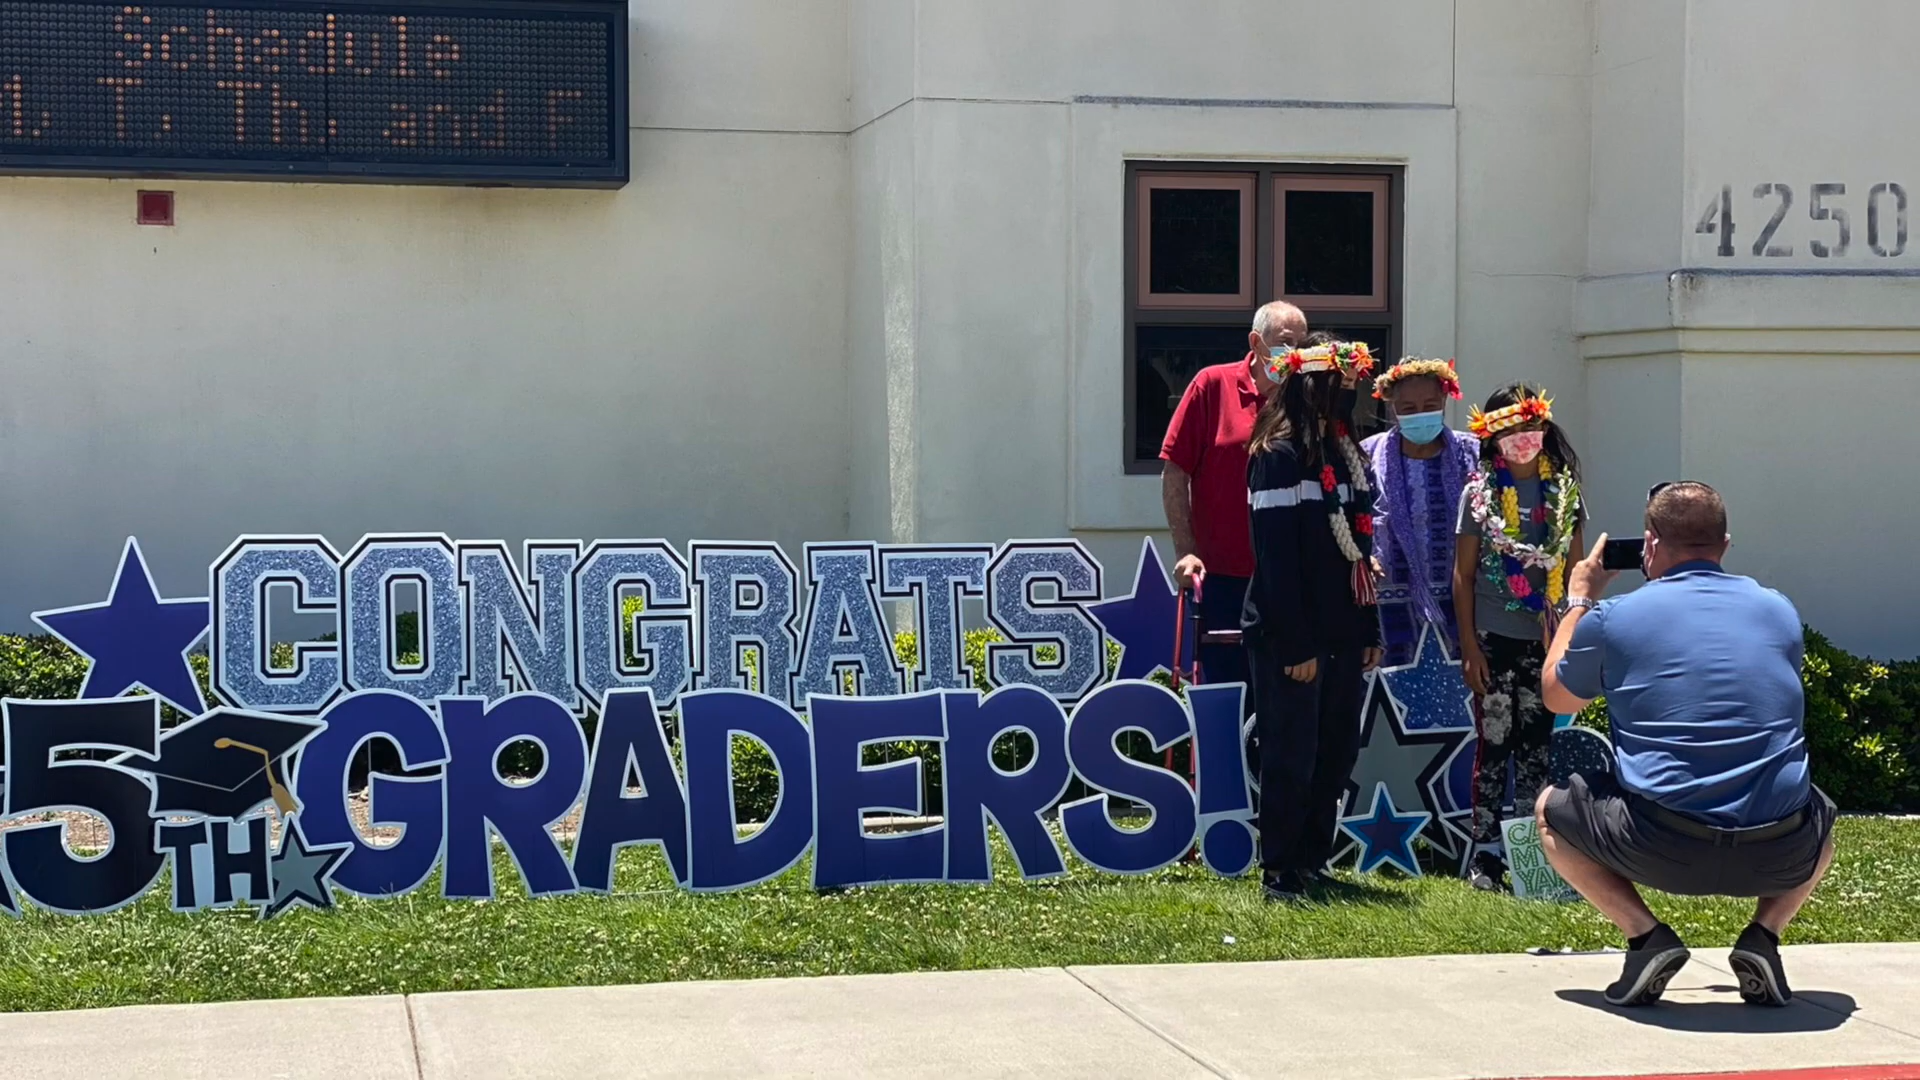 Schedule
T. Th. and F
4250
CONGRATS
5TH GRADERS!